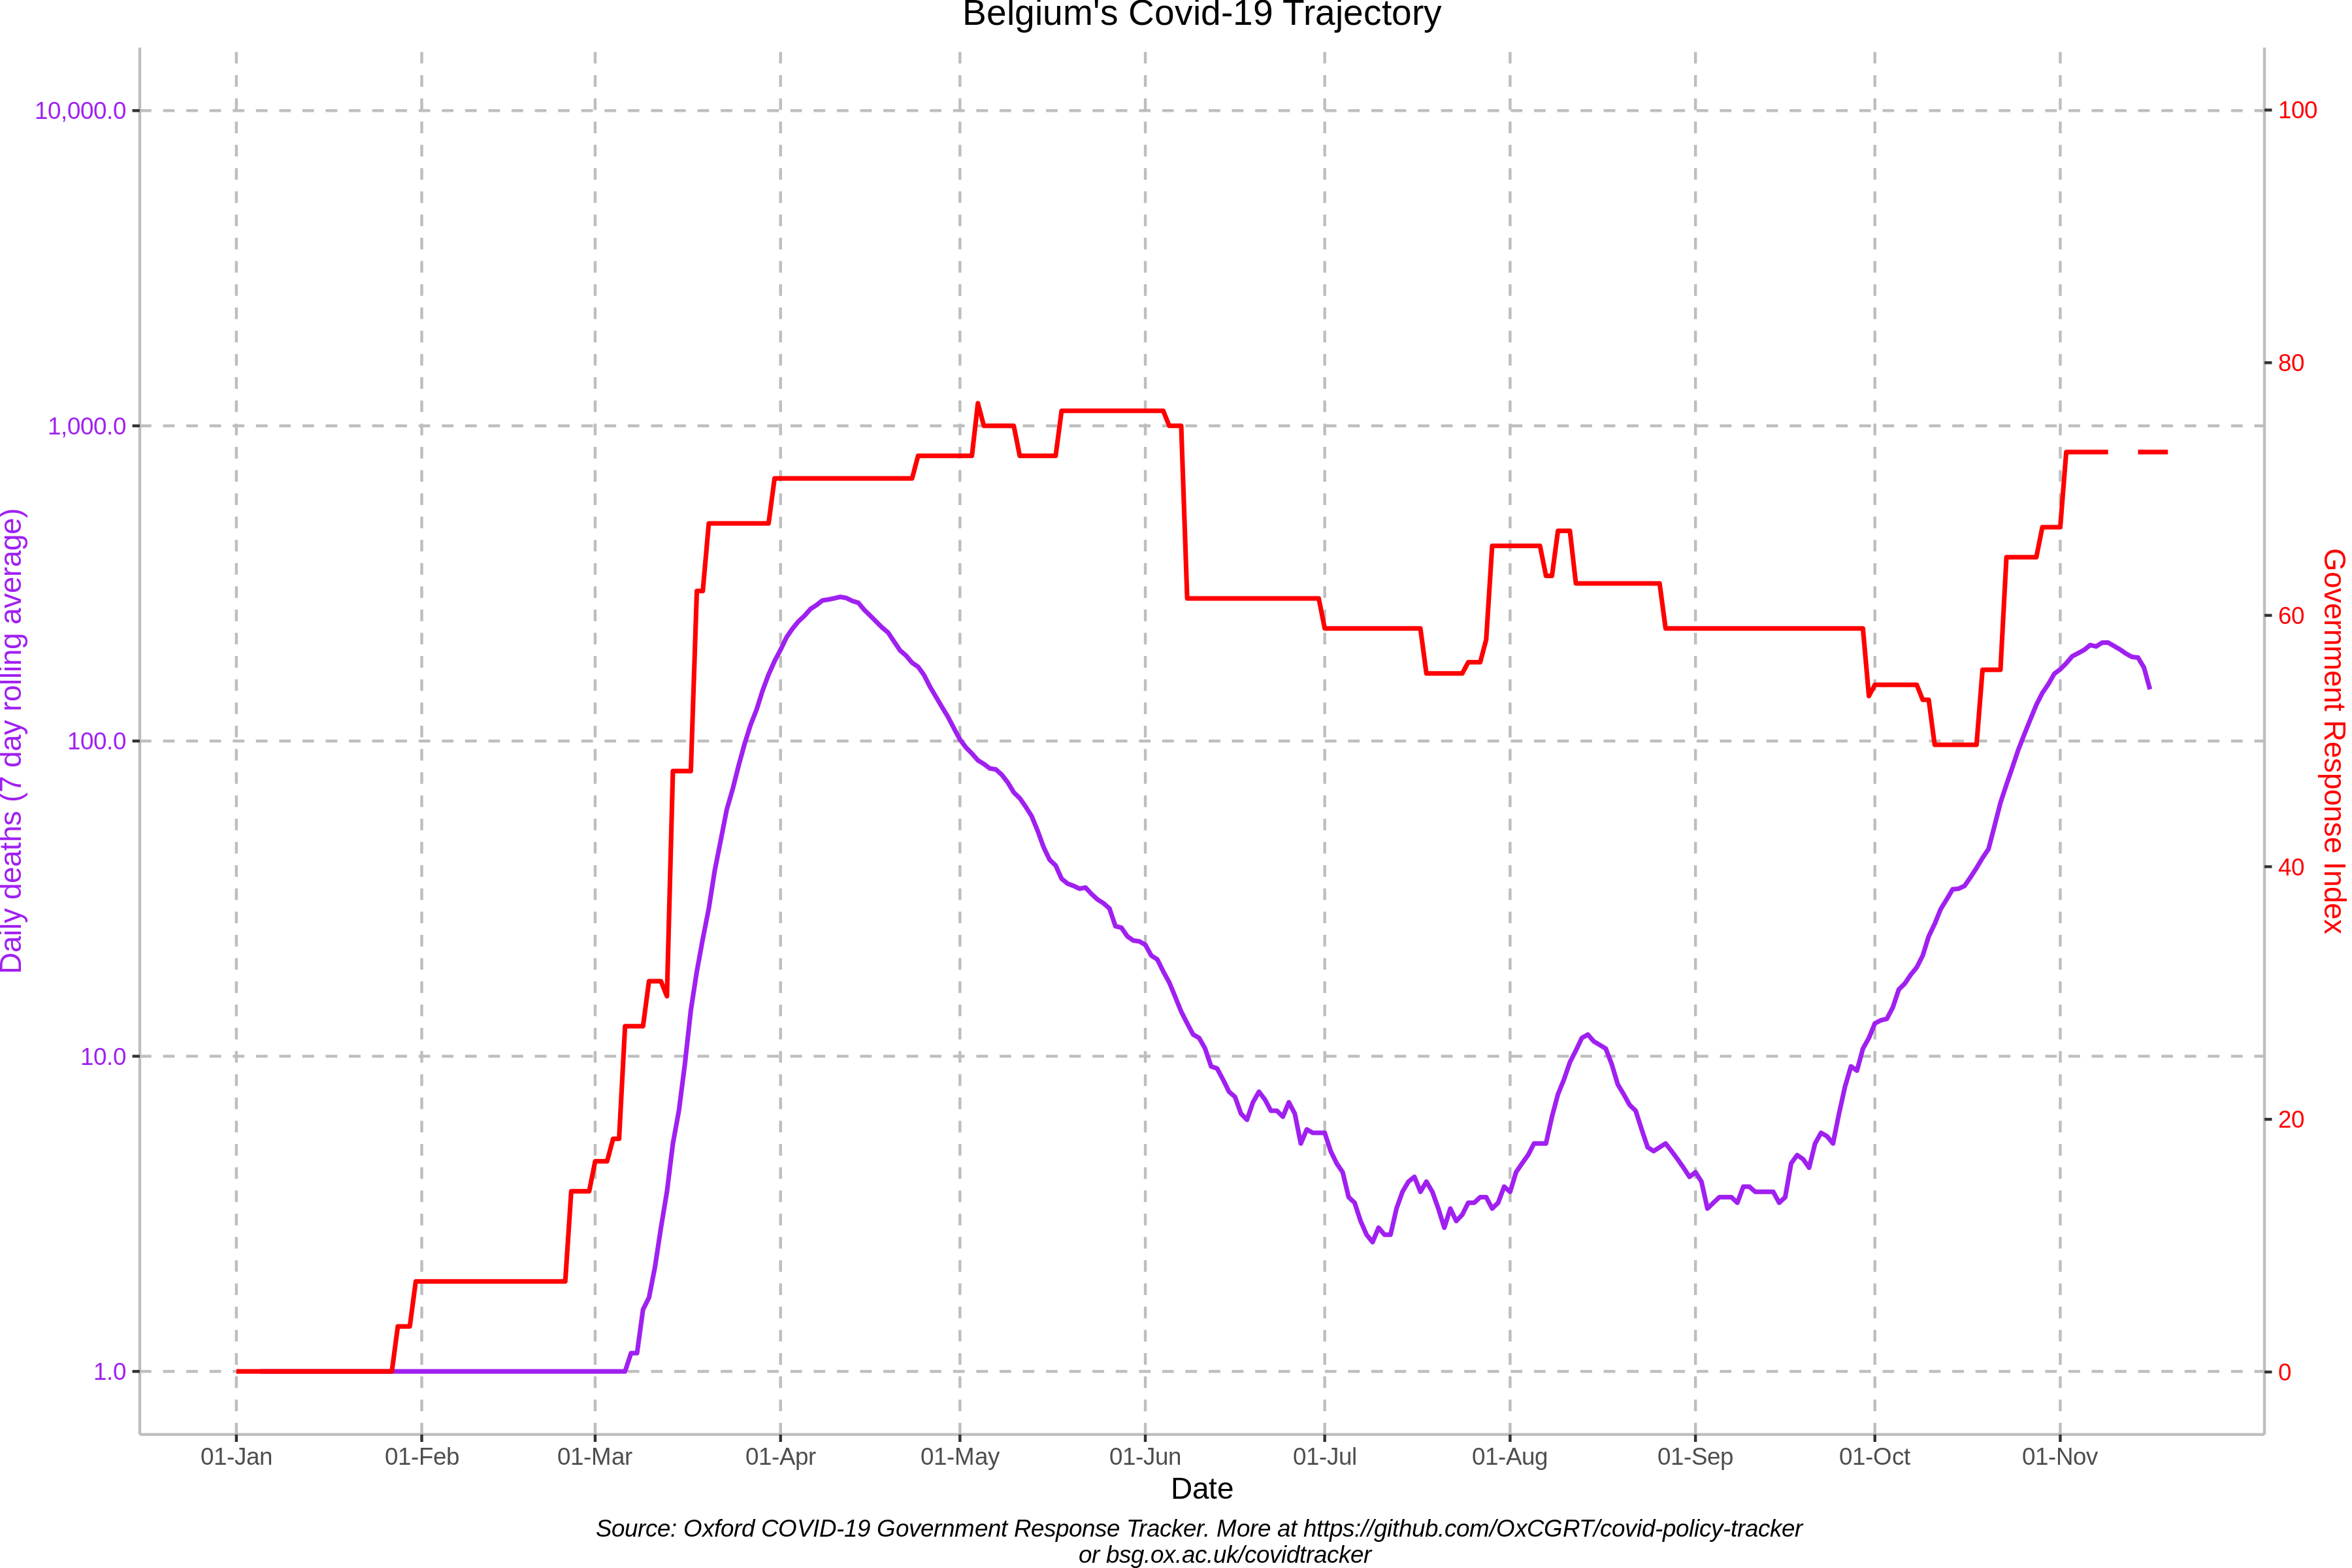 Belgium's Covid-19 Trajectory
10,000.0
1,000.0
100.0
10.0
1.0
Daily deaths (7 day rolling average)
100
80
60
40
20
0
Government Response Index
01-Jan 01-Feb 01-Mar 01-Apr 01-May 01-Jun 01-Jul 01-Aug 01-Sep 01-Oct 01-Nov
Date
Source: Oxford COVID-19 Government Response Tracker. More at https://github.com/OxCGRT/covid-policy-tracker
or bsg.ox.ac.uk/covidtracker